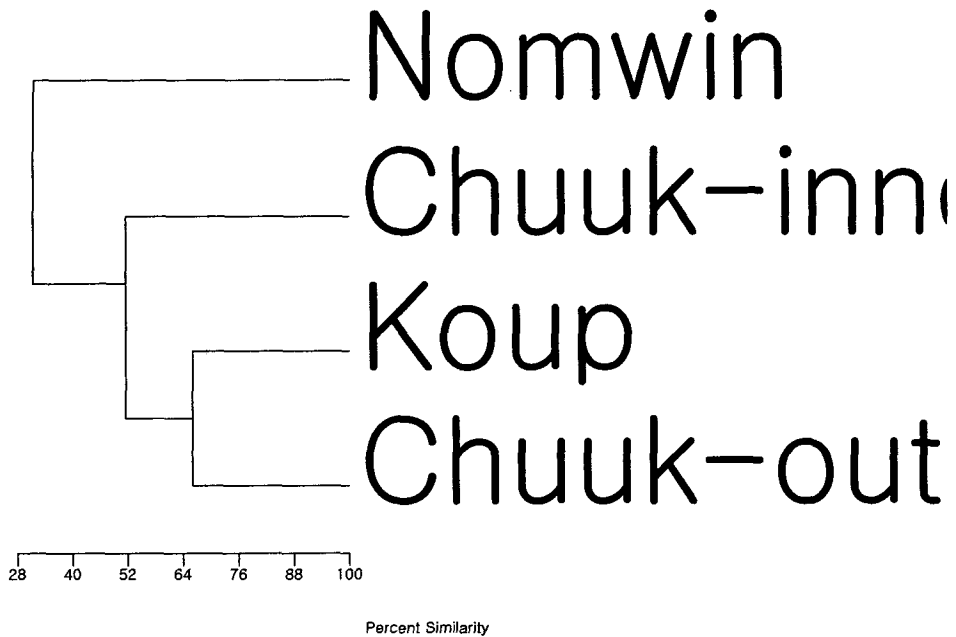 Nomwin
Chuuk-inn
Koup
Chuuk-out
28 40 52 64 76 88 100
Percent Similarity